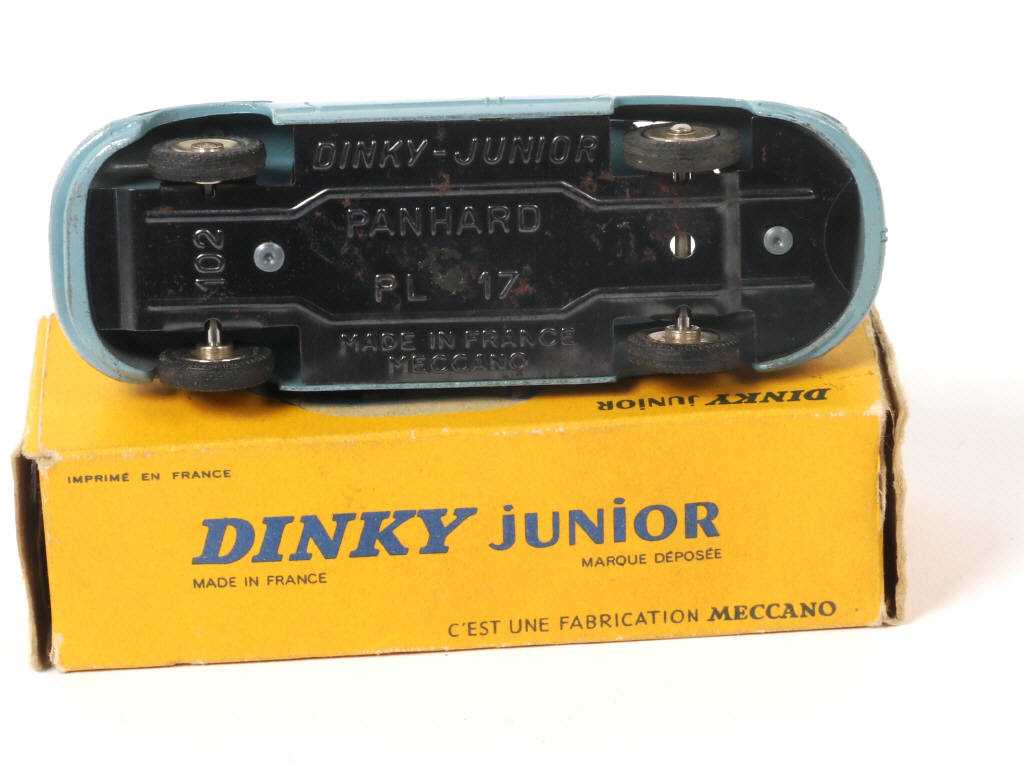 DINKY-JUNIOR
PANHARD
102
PL 17
MADE IN FRANCE
MECCANO
DINKY JUNiOR
IMPRIMÉ EN FRANCE
DINKY JUNiOR
MADE IN FRANCE
MARQUE DÉPOSÉE
C'EST UNE FABRICATION MECCANO